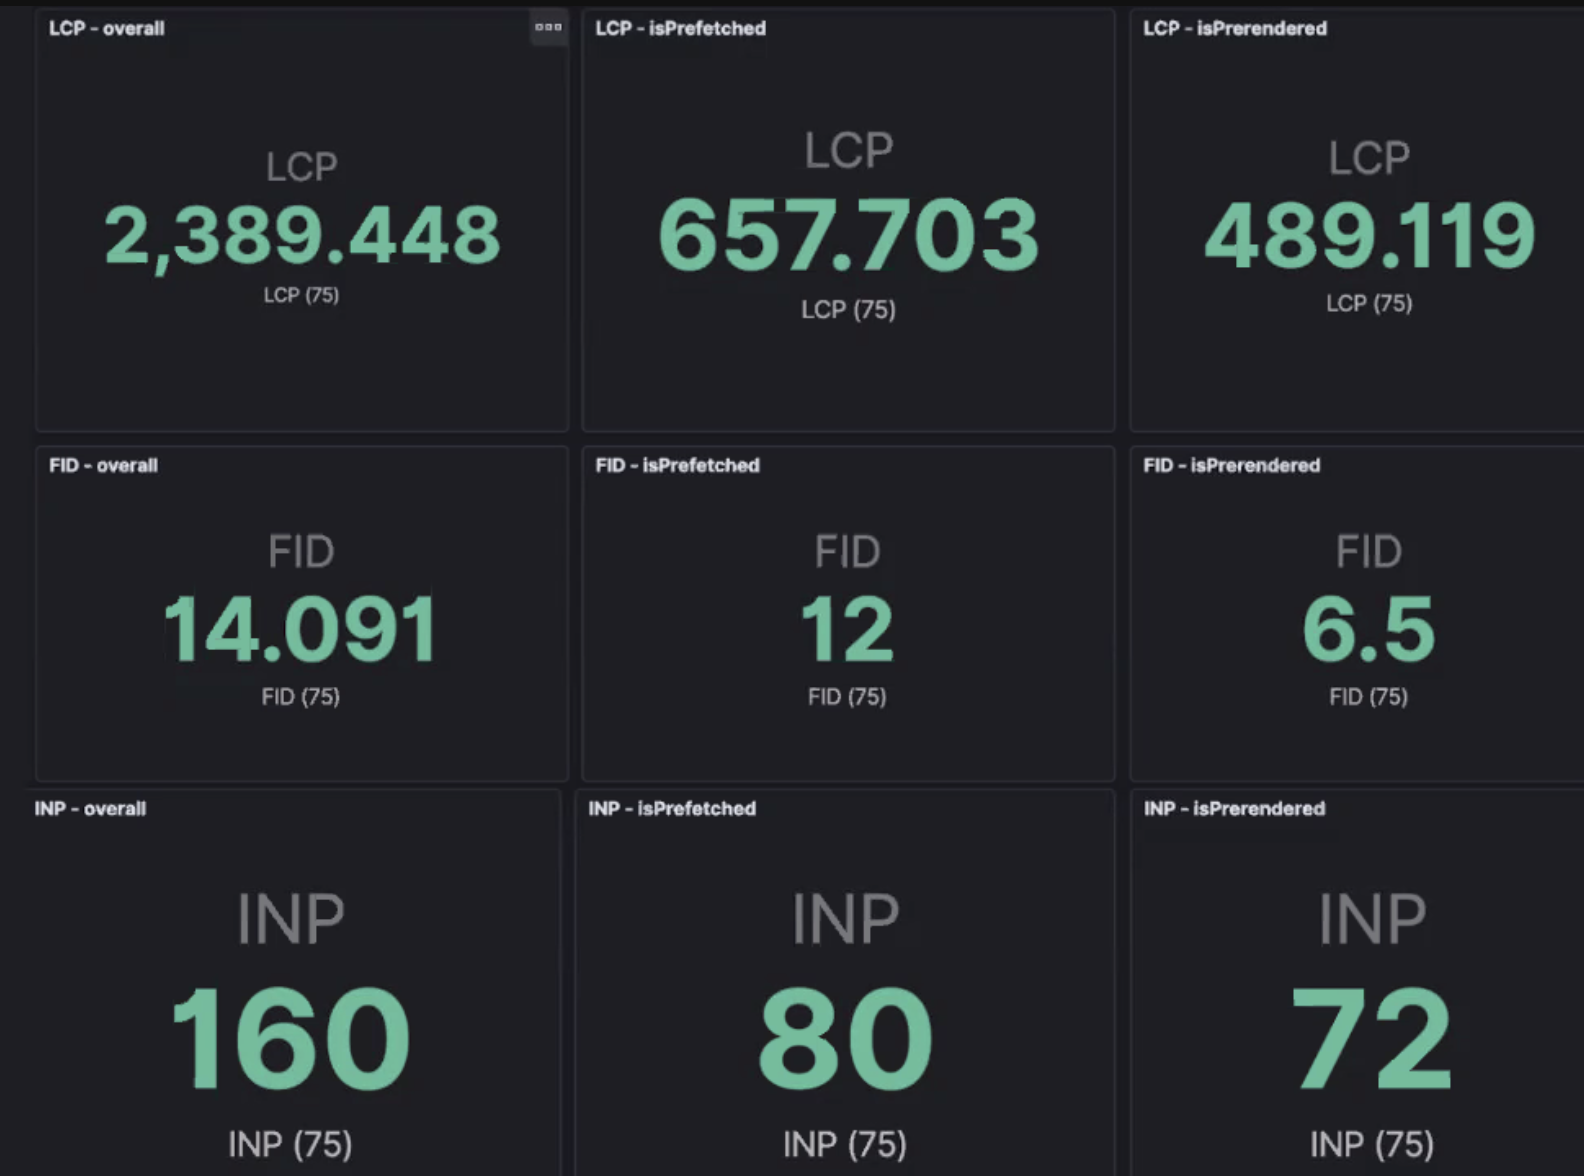 LCP - overall
LCP
2,389.448
LCP (75)
LCP - isPrefetched
LCP
657.703
LCP (75)
LCP - isPrerendered
LCP
489.119
LCP (75)
FID - overall
FID
14.091
FID (75)
FID - isPrefetched
FID
12
FID (75)
FID - isPrerendered
FID
6.5
FID (75)
INP - overall
INP
160
INP (75)
INP - isPrefetched
INP
80
INP (75)
INP - isPrerendered
INP
72
INP (75)